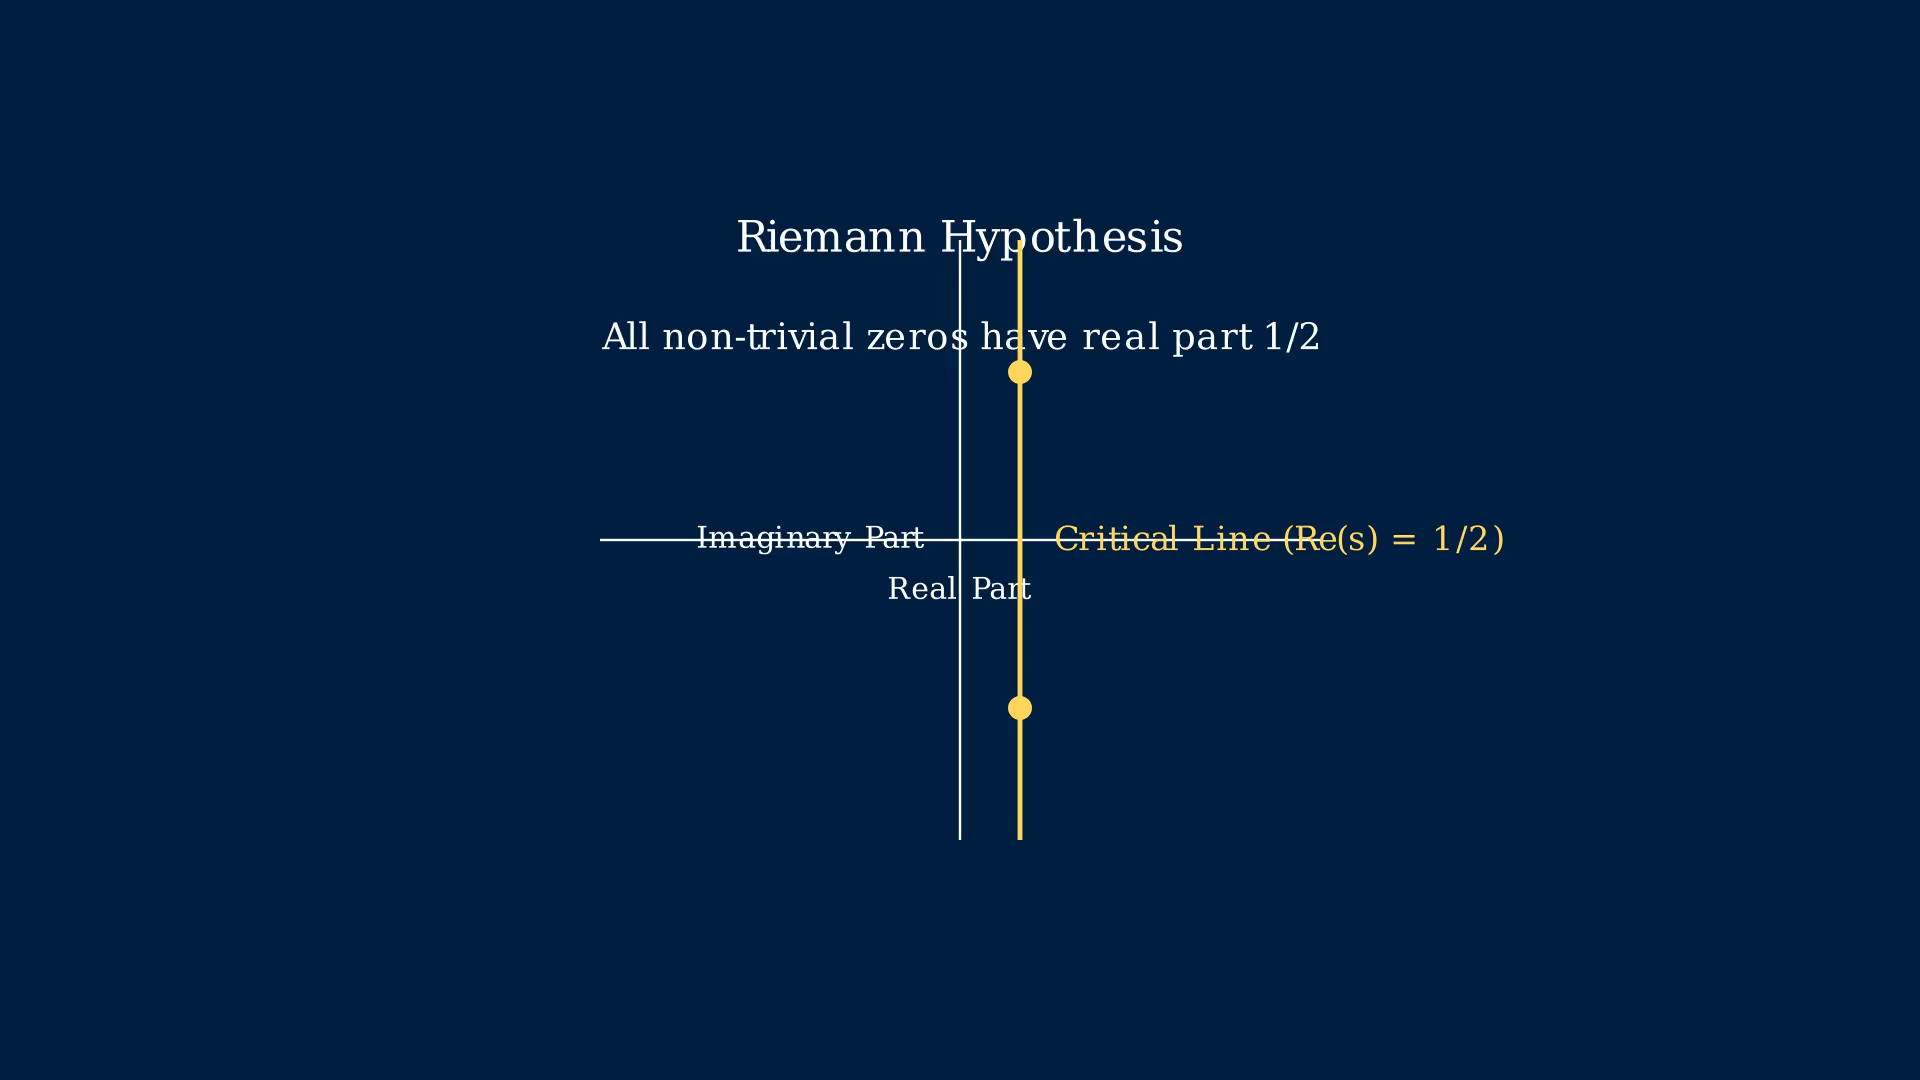 Riemann Hypothesis
All non-trivial zeros have real part 1/2
Imaginary Part
Critical Line (Re(s) = 1/2)
Real Part